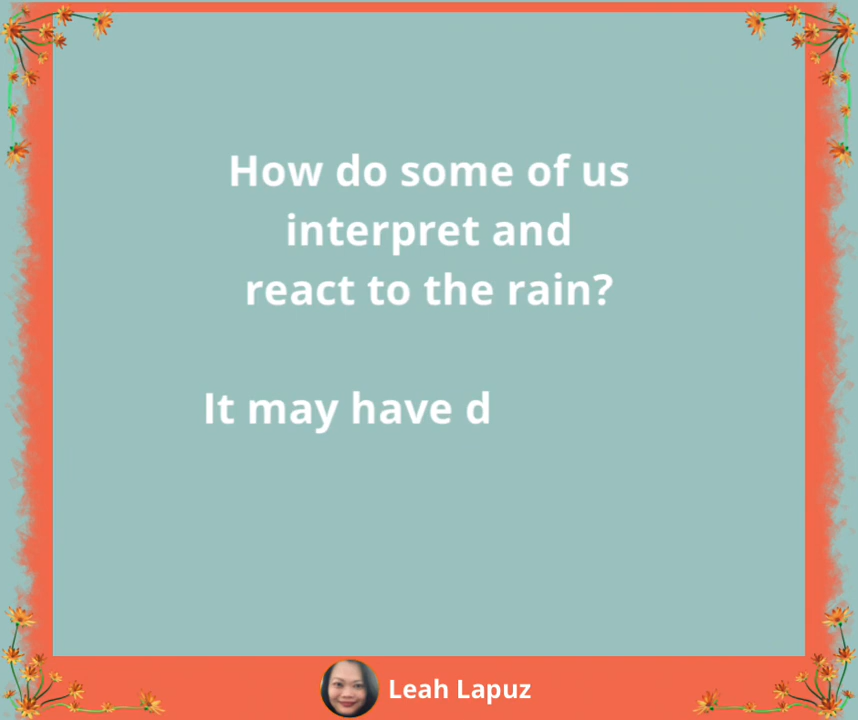 How do some of us
interpret and
react to the rain?
It may have d
Leah Lapuz